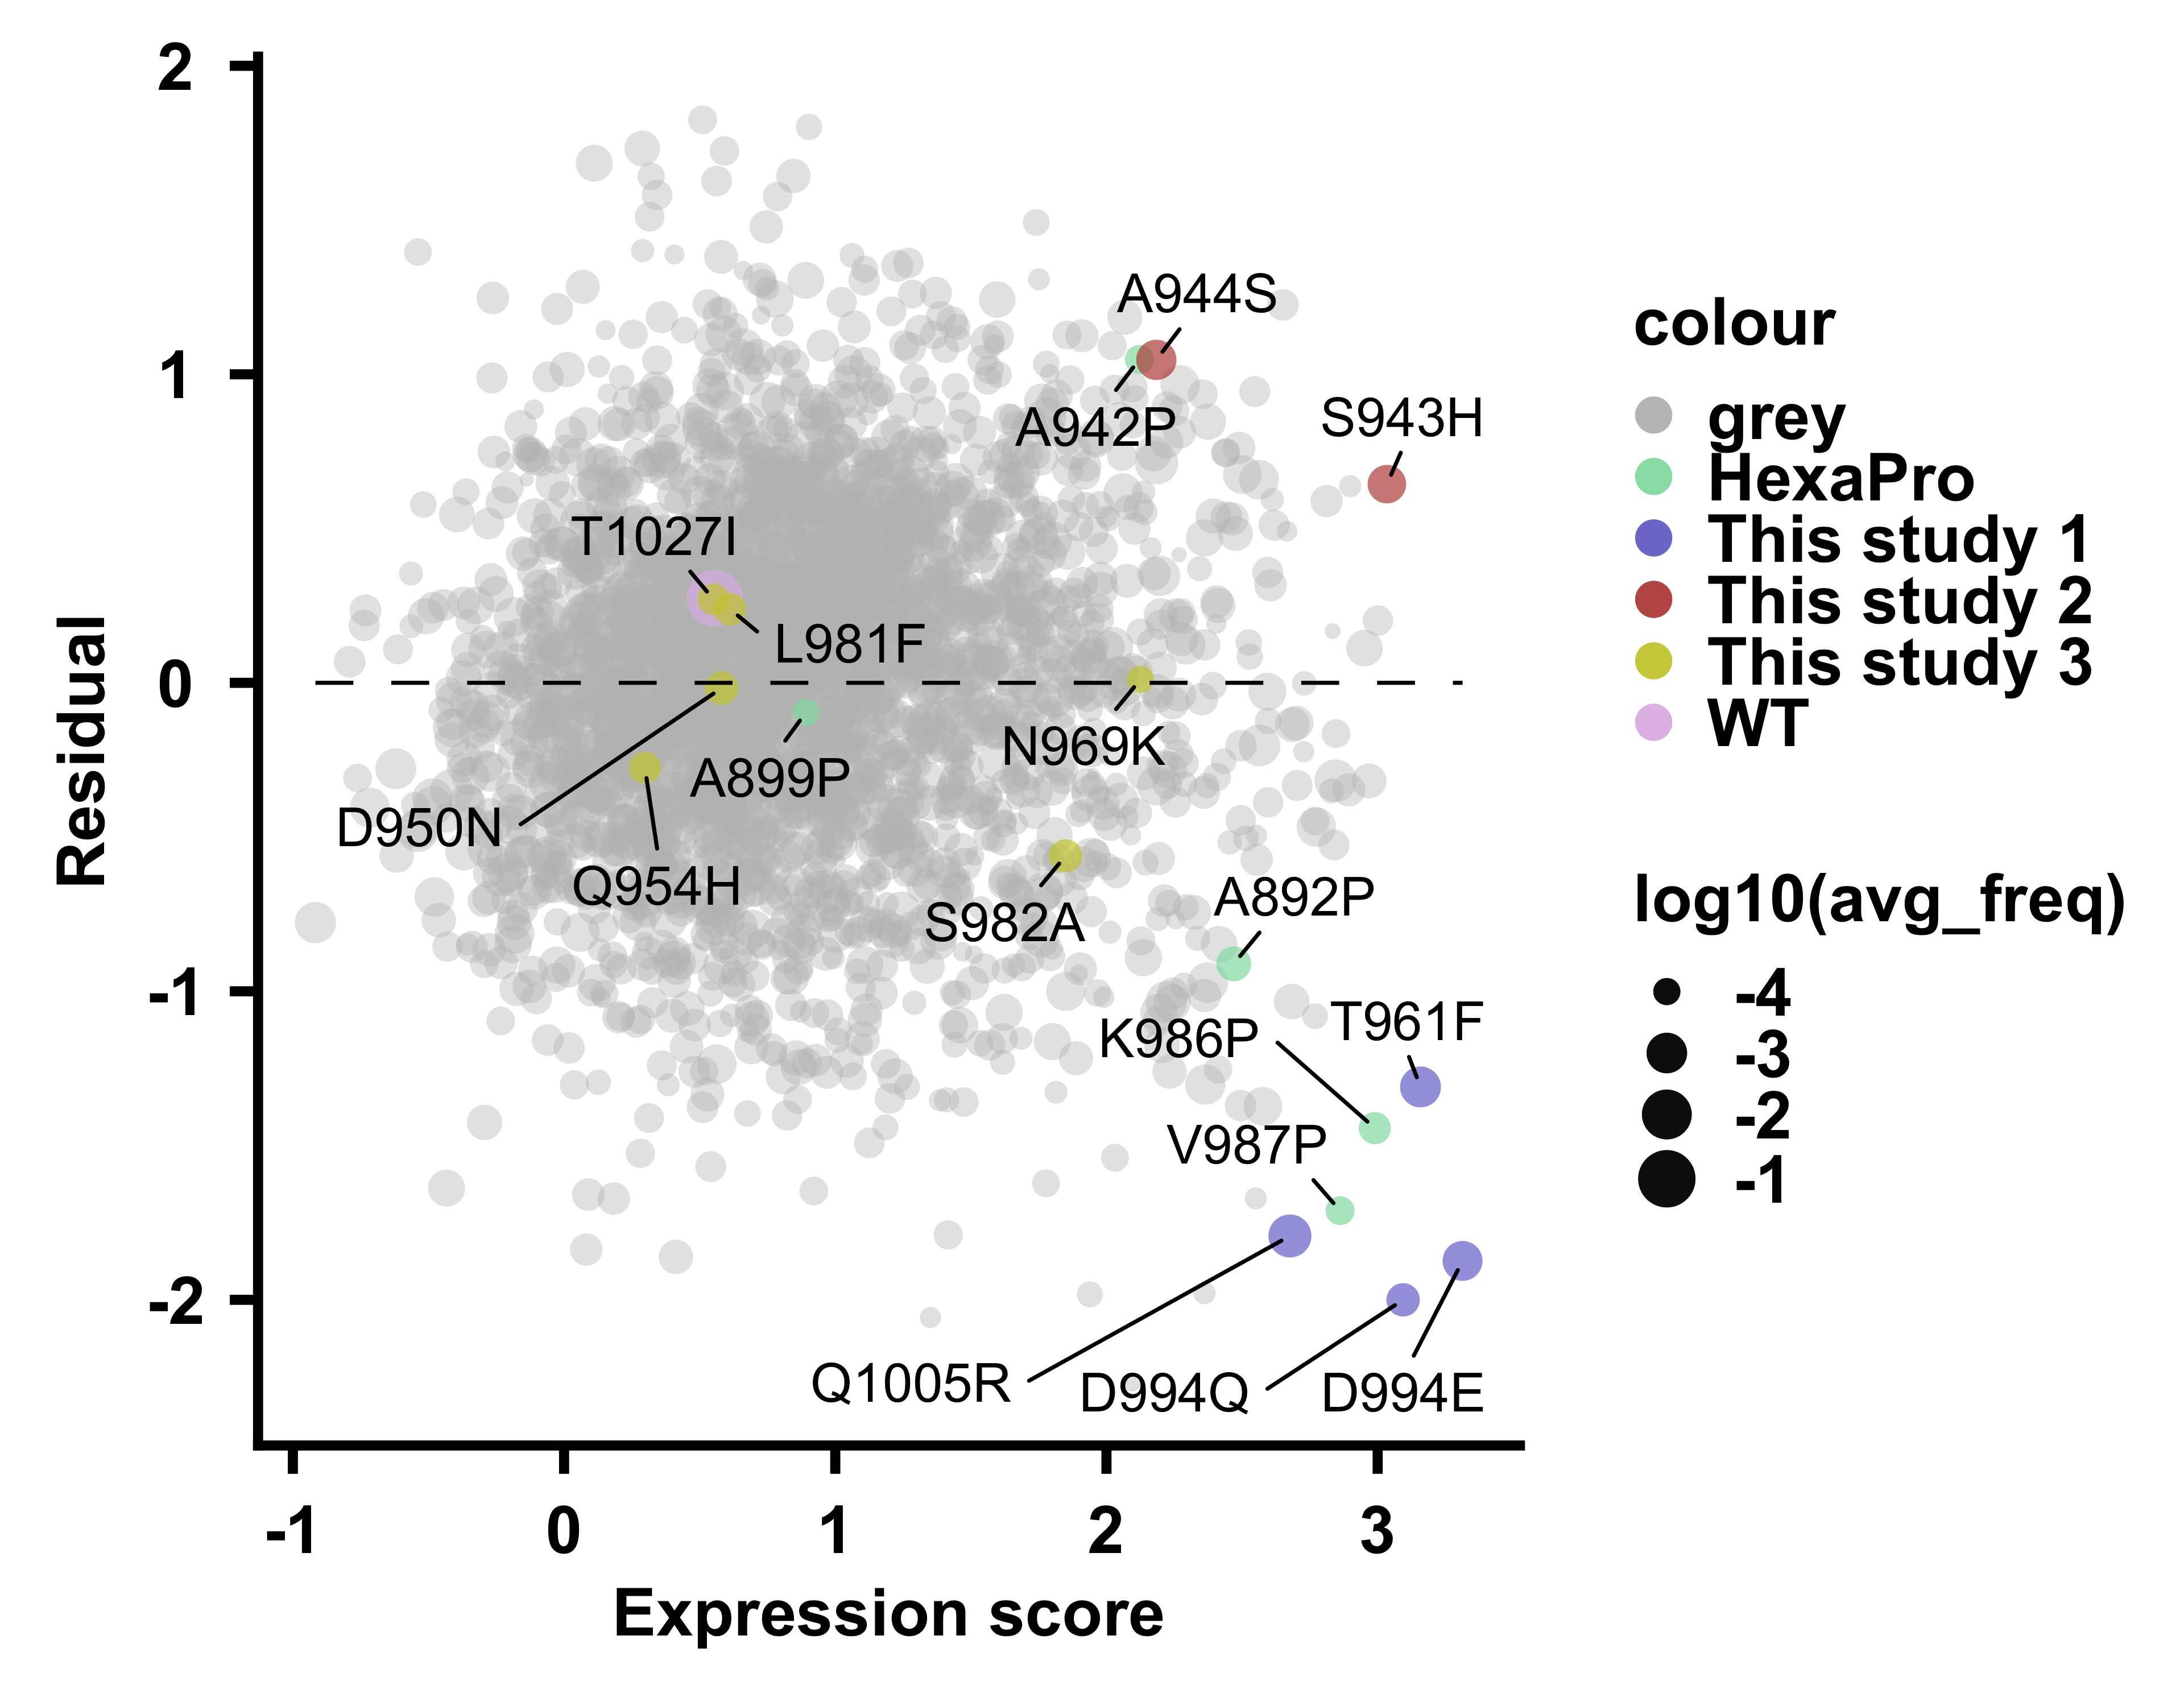 2
1
0
-1
-2
Residual
-1
0
1
2
3
Expression score
A944S
A942P
S943H
T1027I
L981F
N969K
A899P
D950N
Q954H
S982A
A892P
T961F
K986P
V987P
Q1005R
D994Q
D994E
colour
grey
HexaPro
This study 1
This study 2
This study 3
WT
log10(avg_freq)
-4
-3
-2
-1